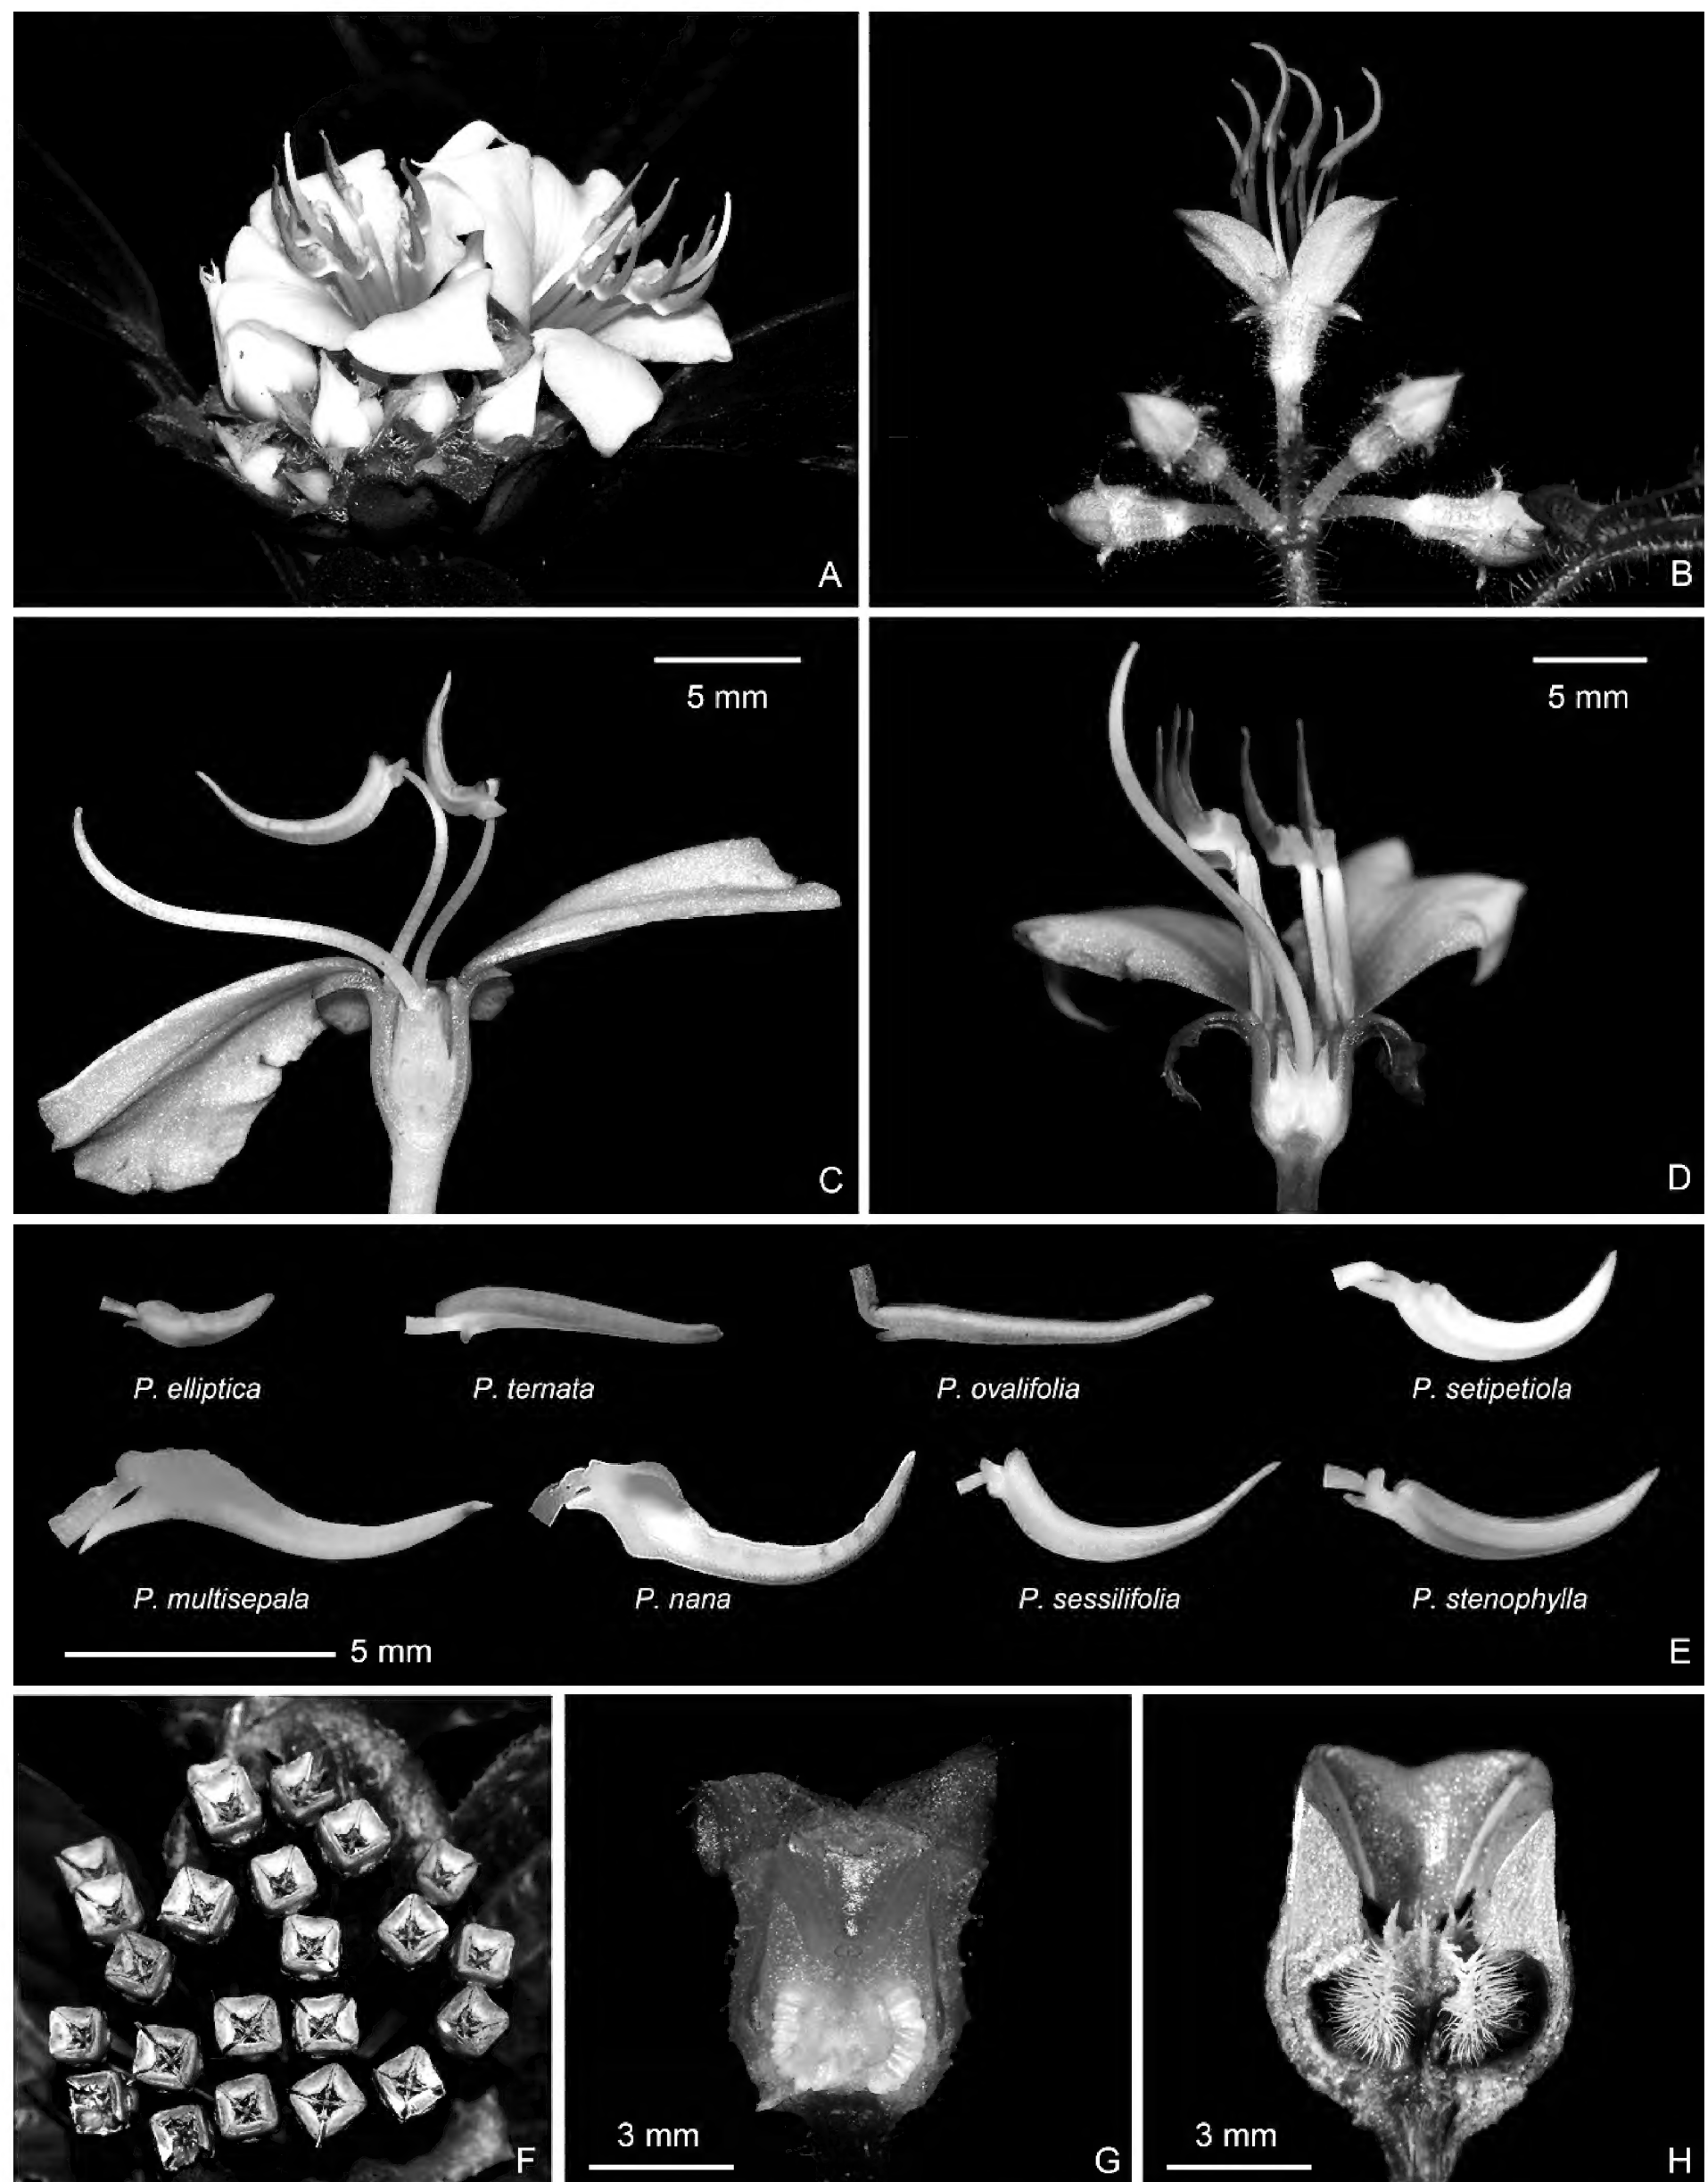 A
B
5 mm
C
5 mm
D
P. elliptica
P. ternata
P. ovalifolia
P. setipetiola
P. multisepala
P. nana
P. sessilifolia
P. stenophylla
5 mm
E
F
3 mm
G
3 mm
H